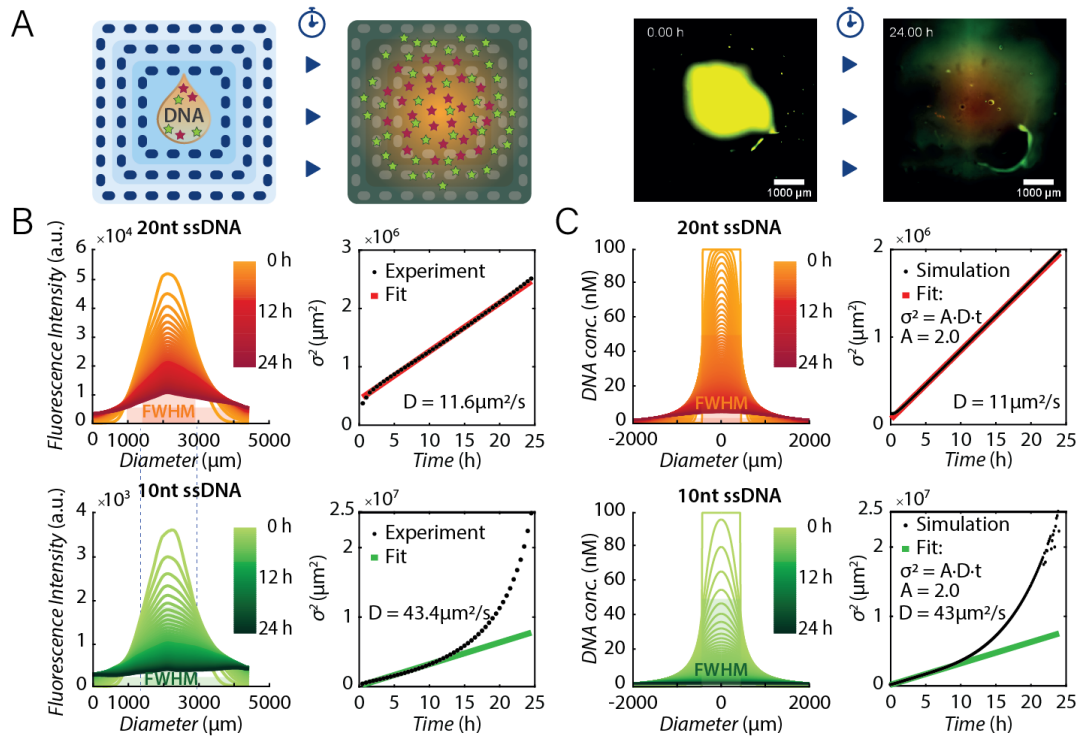 A
DNA
0.00 h
1000 µm
24.00 h
1000 µm
B
20nt ssDNA
×10⁴
Fluorescence Intensity (a.u.)
6
5
4
3
2
1
0
0 h
12 h
24 h
FWHM
0 1000 3000 5000
Diameter (µm)
×10⁶
σ² (µm²)
3
2
1
0
Experiment
Fit
D = 11.6µm²/s
0 5 10 15 20 25
Time (h)
10nt ssDNA
×10³
Fluorescence Intensity (a.u.)
4
3
2
1
0
0 h
12 h
24 h
FWHM
0 1000 3000 5000
Diameter (µm)
×10⁷
σ² (µm²)
2.5
2
1
0
Experiment
Fit
D = 43.4µm²/s
0 5 10 15 20 25
Time (h)
C
20nt ssDNA
DNA conc. (nM)
100
80
60
40
20
0
0 h
12 h
24 h
FWHM
-2000 0 2000
Diameter (µm)
×10⁶
σ² (µm²)
2
1
0
Simulation
Fit:
σ² = A·D·t
A = 2.0
D = 11µm²/s
0 5 10 15 20 25
Time (h)
10nt ssDNA
DNA conc. (nM)
100
80
60
40
20
0
0 h
12 h
24 h
FWHM
-2000 0 2000
Diameter (µm)
×10⁷
σ² (µm²)
2.5
2
1
0
Simulation
Fit:
σ² = A·D·t
A = 2.0
D = 43µm²/s
0 5 10 15 20 25
Time (h)